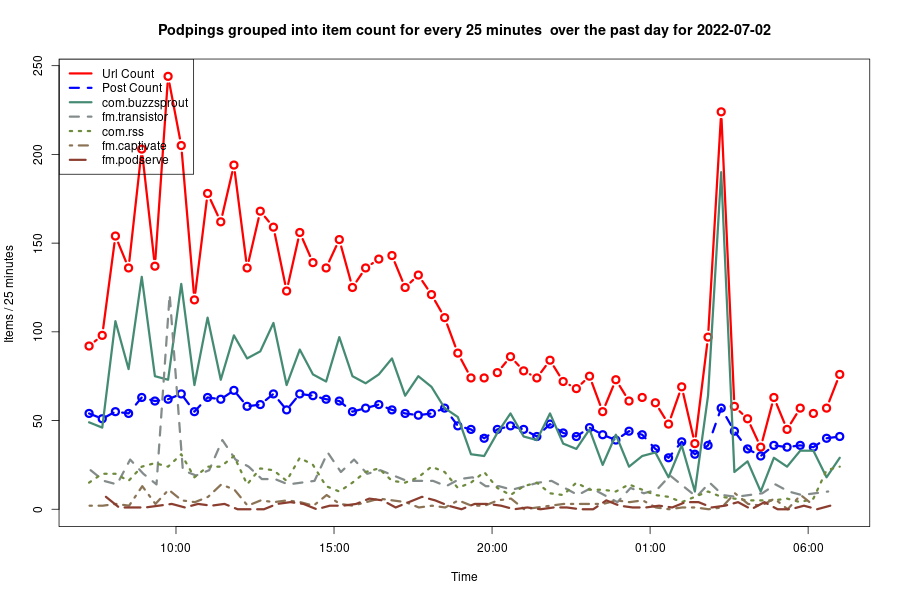 Podpings grouped into item count for every 25 minutes  over the past day for 2022-07-02
Url Count
Post Count
com.buzzsprout
fm.transistor
com.rss
fm.captivate
fm.podserve
250
200
150
100
50
0
Items / 25 minutes
10:00
15:00
20:00
01:00
06:00
Time